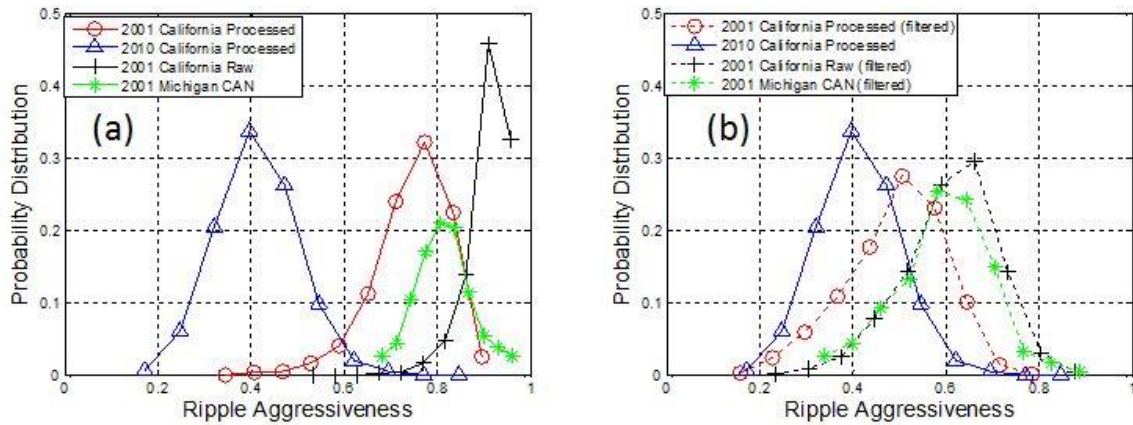 0.5
0.4
0.3
0.2
0.1
0
Probability Distribution
2001 California Processed
2010 California Processed
2001 California Raw
2001 Michigan CAN
(a)
0 0.2 0.4 0.6 0.8 1
Ripple Aggressiveness
0.5
0.4
0.3
0.2
0.1
0
Probability Distribution
2001 California Processed (filtered)
2010 California Processed
2001 California Raw (filtered)
2001 Michigan CAN (filtered)
(b)
0 0.2 0.4 0.6 0.8 1
Ripple Aggressiveness